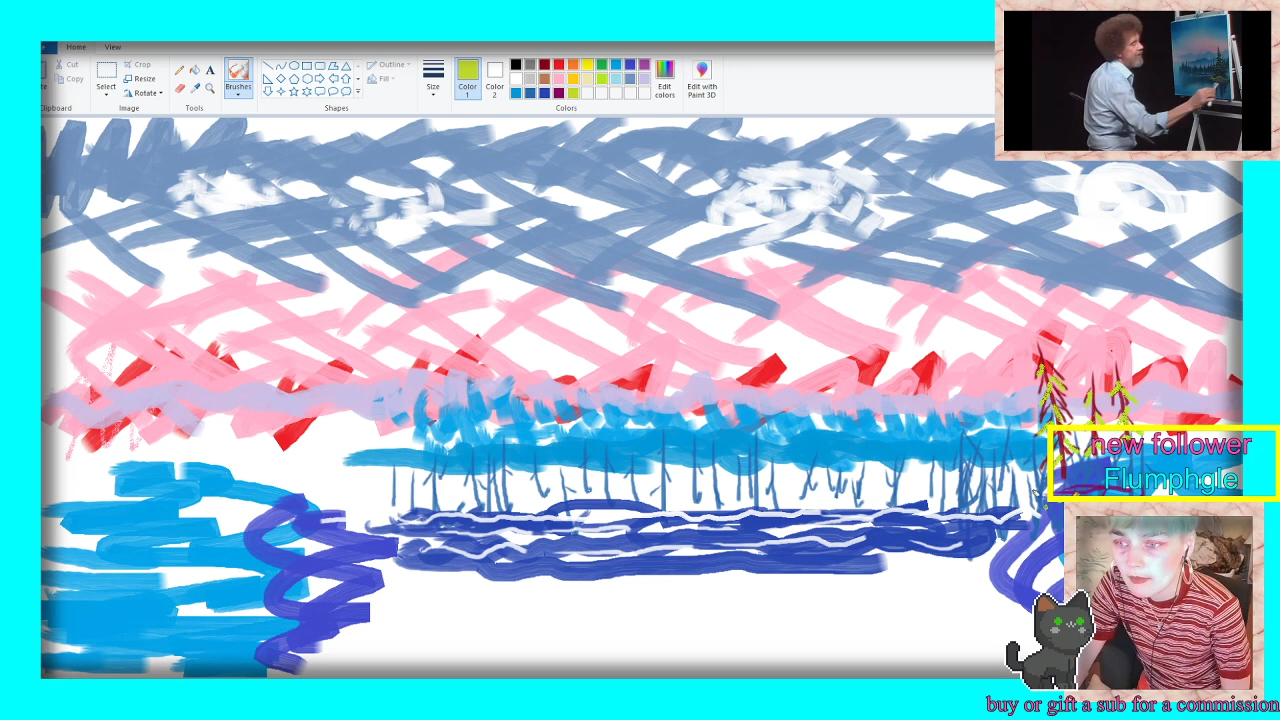 Home View
Cut
Copy
Clipboard
Select
Crop
Resize
Rotate
Image
A
Tools
Brushes
Outline
Fill
Shapes
Size
Color
1
Color
2
Edit
colors
Edit with
Paint 3D
Colors
new follower
Flumphgle
buy or gift a sub for a commission